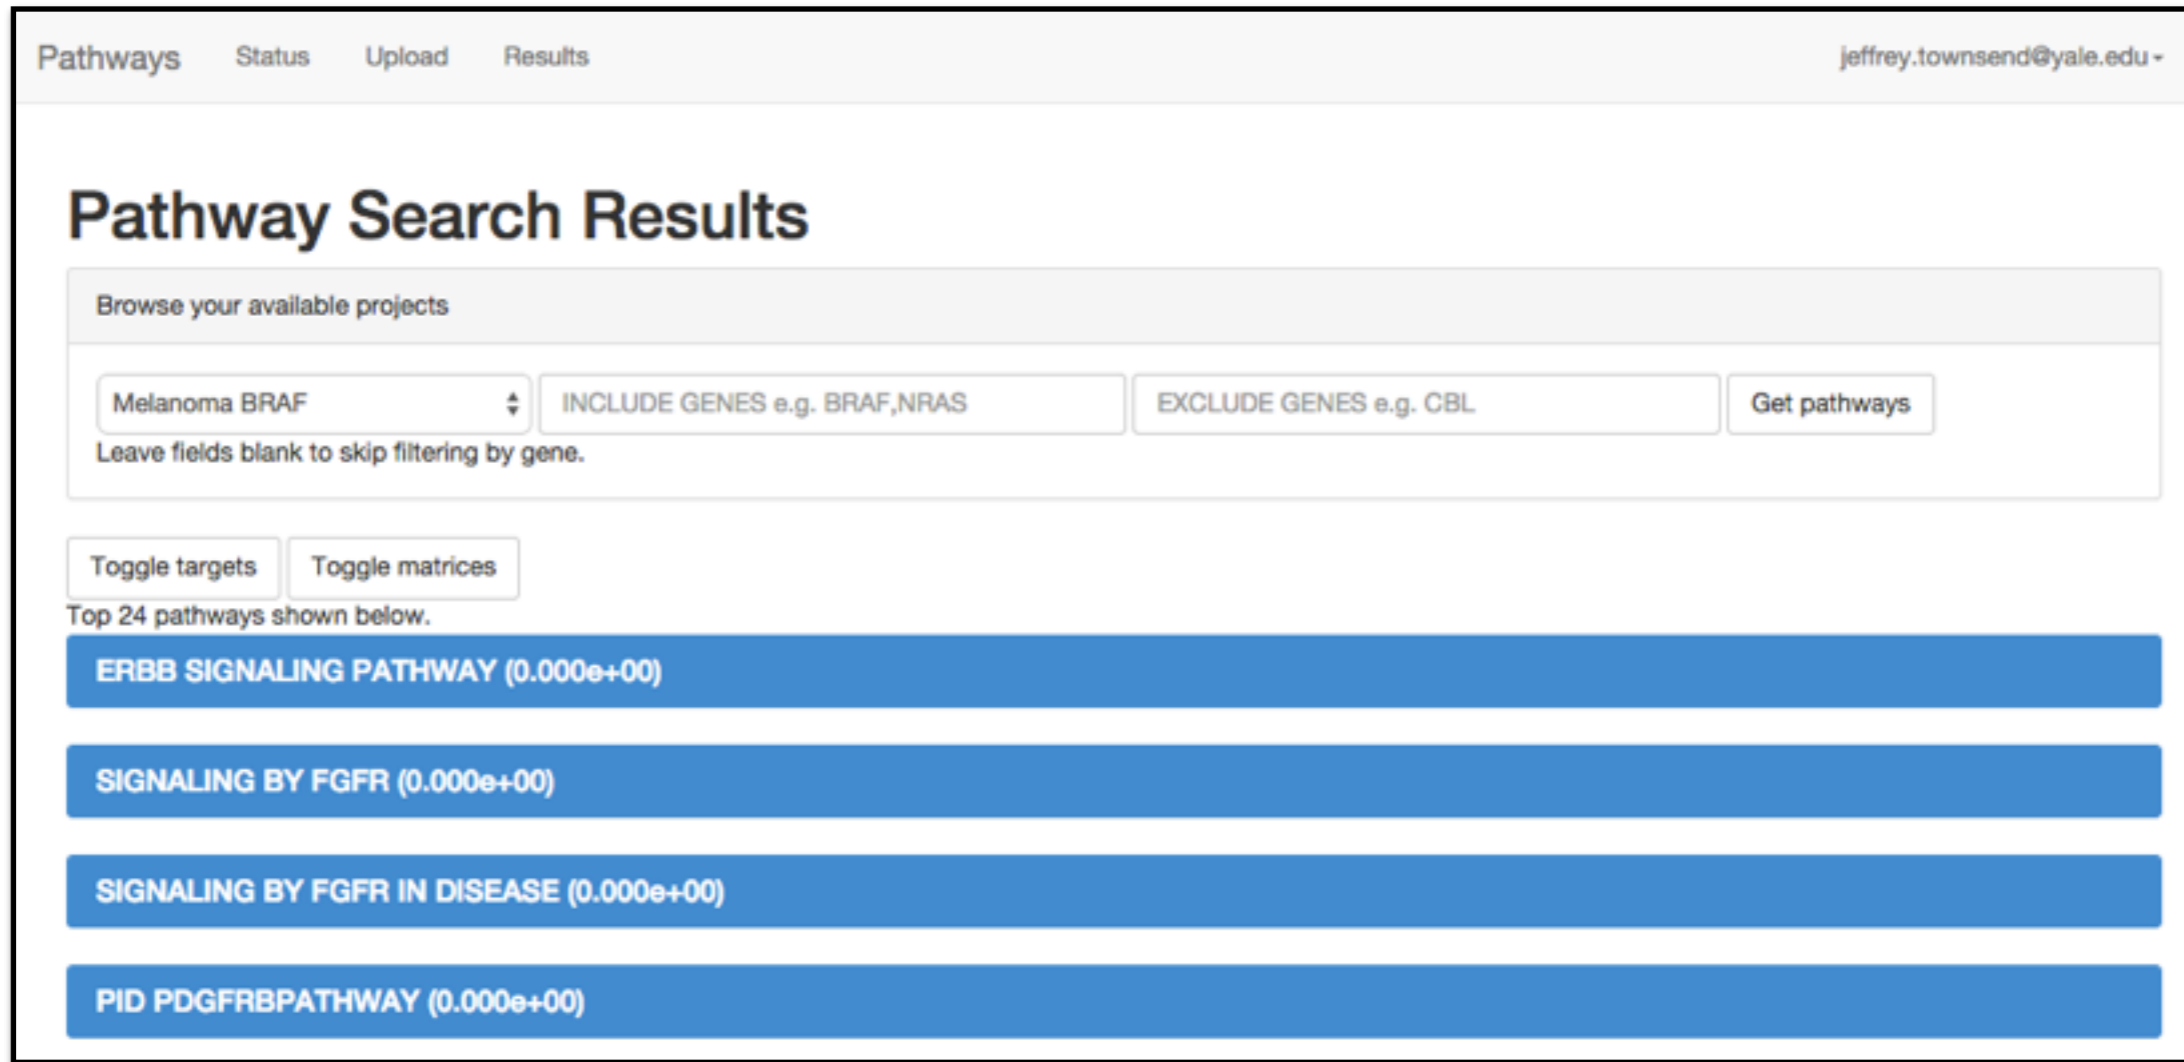 Pathways Status Upload Results jeffrey.townsend@yale.edu
Pathway Search Results
Browse your available projects
Melanoma BRAF INCLUDE GENES e.g. BRAF,NRAS EXCLUDE GENES e.g. CBL Get pathways
Leave fields blank to skip filtering by gene.
Toggle targets Toggle matrices
Top 24 pathways shown below.
ERBB SIGNALING PATHWAY (0.000e+00)
SIGNALING BY FGFR (0.000e+00)
SIGNALING BY FGFR IN DISEASE (0.000e+00)
PID PDGFRBPATHWAY (0.000e+00)